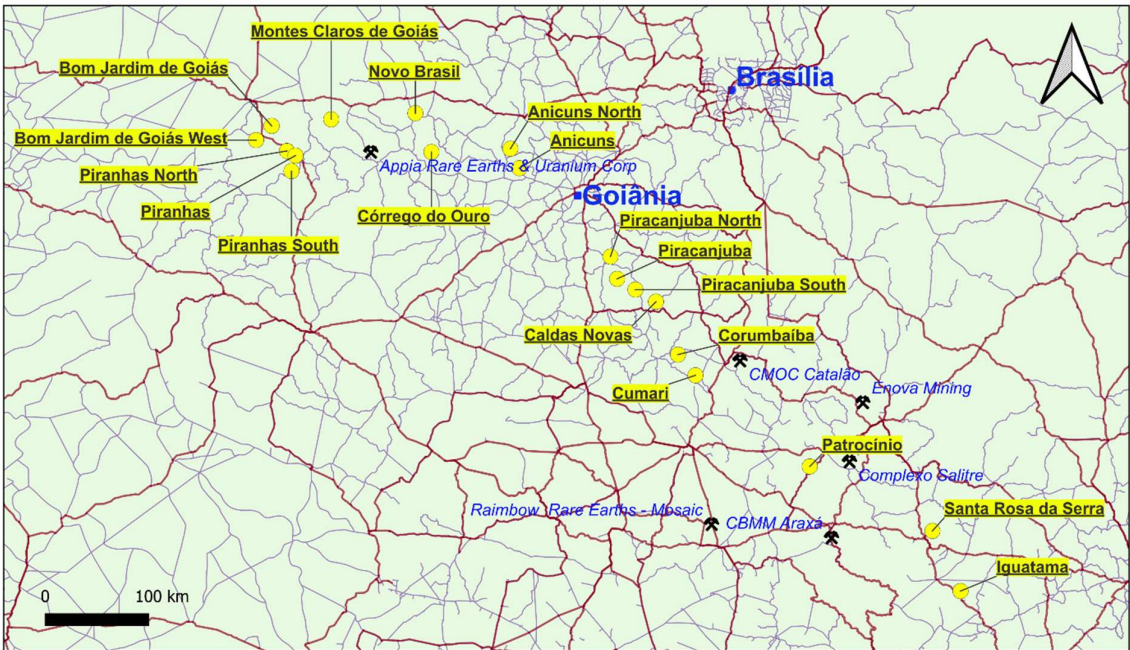 Montes Claros de Goiás
Bom Jardim de Goiás
Novo Brasil
Brasília
Anicuns North
Bom Jardim de Goiás West
Anicuns
Appia Rare Earths & Uranium Corp
Piranhas North
Goiânia
Piranhas
Córrego do Ouro
Piracanjuba North
Piranhas South
Piracanjuba
Piracanjuba South
Caldas Novas
Corumbaíba
CMOC Catalão
Enova Mining
Cumari
Patrocínio
Complexo Salitre
Raimbow Rare Earths - Mosaic
CBMM Araxá
Santa Rosa da Serra
Iguatama
0 100 km